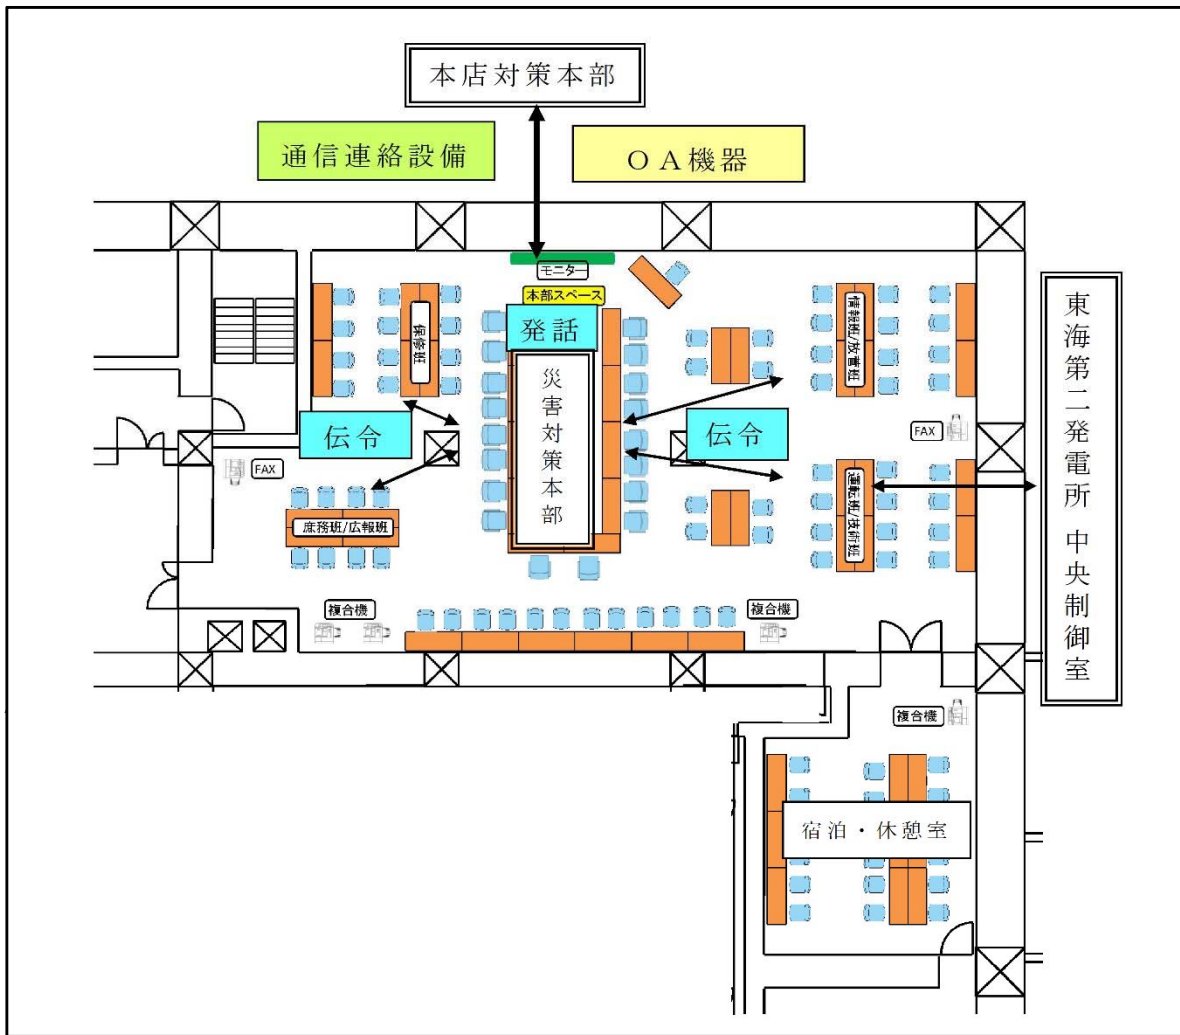 本店対策本部
通信連絡設備
ＯＡ機器
モニター
本部スペース
発話
災害対策本部
保修班
情報班/放管班
伝令
伝令
FAX
FAX
庶務班/広報班
運転班/技術班
東海第二発電所 中央制御室
複合機
複合機
複合機
宿泊・休憩室